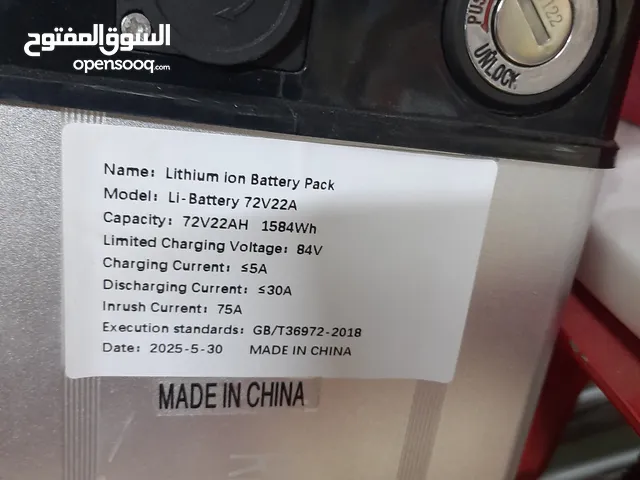 السوق المفتوح
opensooq.com
PUS
122
UNLOCK
Name: Lithium ion Battery Pack
Model: Li-Battery 72V22A
Capacity: 72V22AH 1584Wh
Limited Charging Voltage: 84V
Charging Current: ≤5A
Discharging Current: ≤30A
Inrush Current: 75A
Execution standards: GB/T36972-2018
Date: 2025-5-30 MADE IN CHINA
MADE IN CHINA